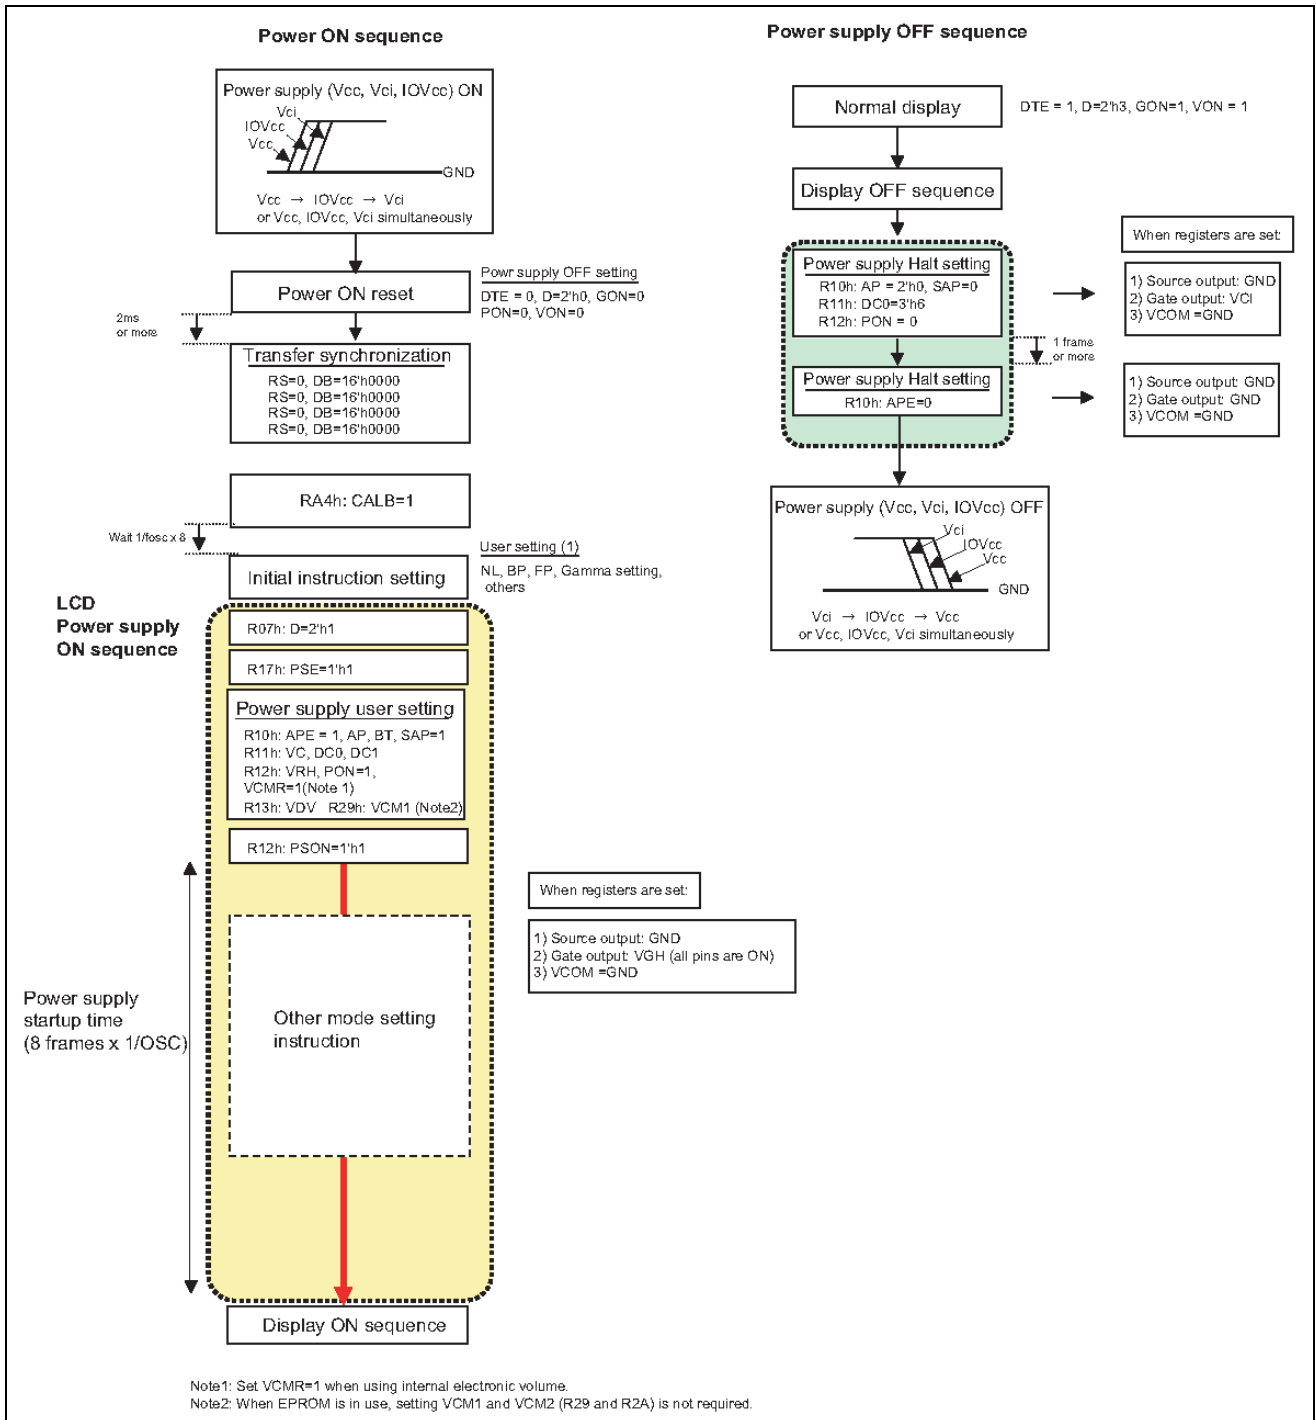 Power ON sequence
Power supply (Vcc, Vci, IOVcc) ON
Vci
IOVcc
Vcc
GND
Vcc → IOVcc → Vci
or Vcc, IOVcc, Vci simultaneously
Power ON reset
Powr supply OFF setting
DTE = 0, D=2'h0, GON=0
PON=0, VON=0
2ms
or more
Transfer synchronization
RS=0, DB=16'h0000
RS=0, DB=16'h0000
RS=0, DB=16'h0000
RS=0, DB=16'h0000
RA4h: CALB=1
Wait 1/fosc x 8
Initial instruction setting
User setting (1)
NL, BP, FP, Gamma setting,
others
LCD
Power supply
ON sequence
R07h: D=2'h1
R17h: PSE=1'h1
Power supply user setting
R10h: APE = 1, AP, BT, SAP=1
R11h: VC, DC0, DC1
R12h: VRH, PON=1,
VCMR=1(Note 1)
R13h: VDV R29h: VCM1 (Note2)
R12h: PSON=1'h1
When registers are set:
1) Source output: GND
2) Gate output: VGH (all pins are ON)
3) VCOM =GND
Power supply
startup time
(8 frames x 1/OSC)
Other mode setting
instruction
Display ON sequence
Power supply OFF sequence
Normal display
DTE = 1, D=2'h3, GON=1, VON = 1
Display OFF sequence
When registers are set:
Power supply Halt setting
R10h: AP = 2'h0, SAP=0
R11h: DC0=3'h6
R12h: PON = 0
1) Source output: GND
2) Gate output: VCI
3) VCOM =GND
1 frame
or more
Power supply Halt setting
R10h: APE=0
1) Source output: GND
2) Gate output: GND
3) VCOM =GND
Power supply (Vcc, Vci, IOVcc) OFF
Vci
IOVcc
Vcc
GND
Vci → IOVcc → Vcc
or Vcc, IOVcc, Vci simultaneously
Note1: Set VCMR=1 when using internal electronic volume.
Note2: When EPROM is in use, setting VCM1 and VCM2 (R29 and R2A) is not required.